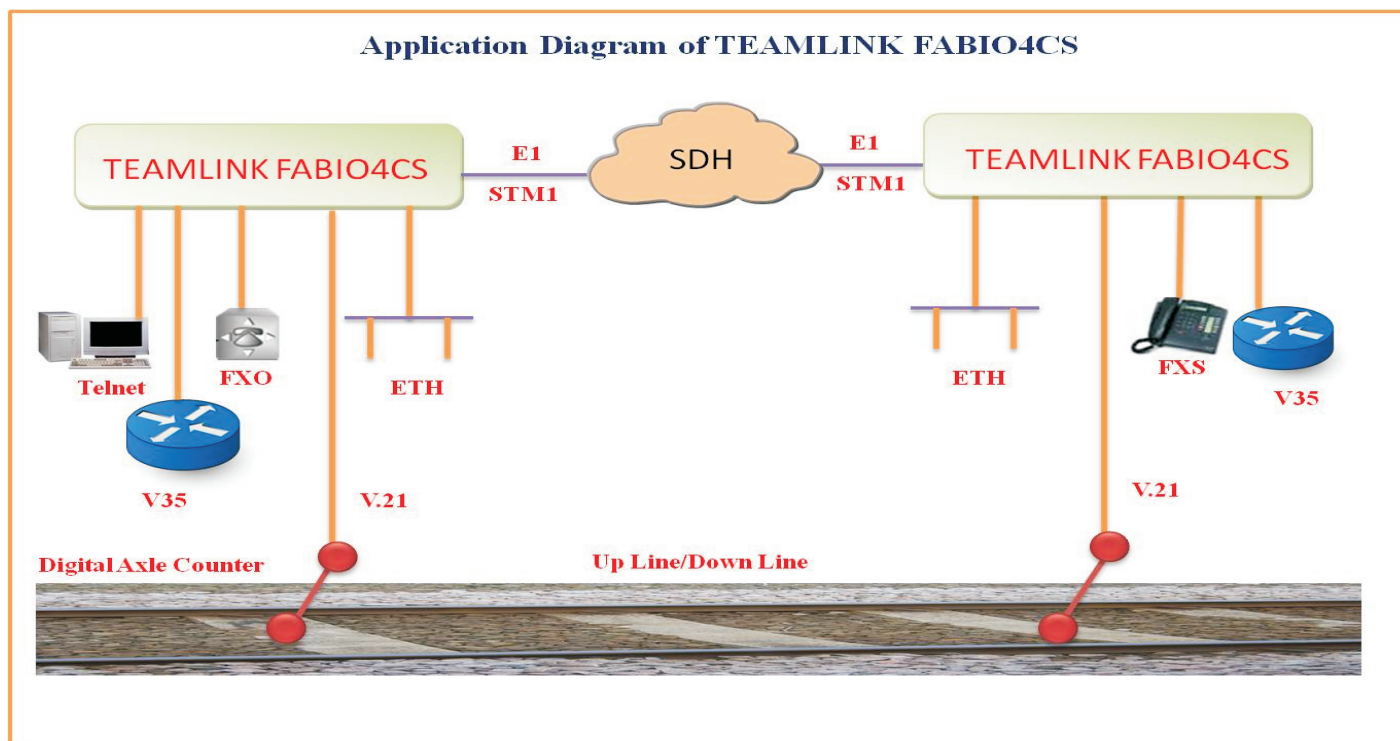 Application Diagram of TEAMLINK FABIO4CS
TEAMLINK FABIO4CS
E1
STM1
SDH
E1
STM1
TEAMLINK FABIO4CS
Telnet
FXO
ETH
ETH
FXS
V35
V35
V.21
V.21
Digital Axle Counter
Up Line/Down Line